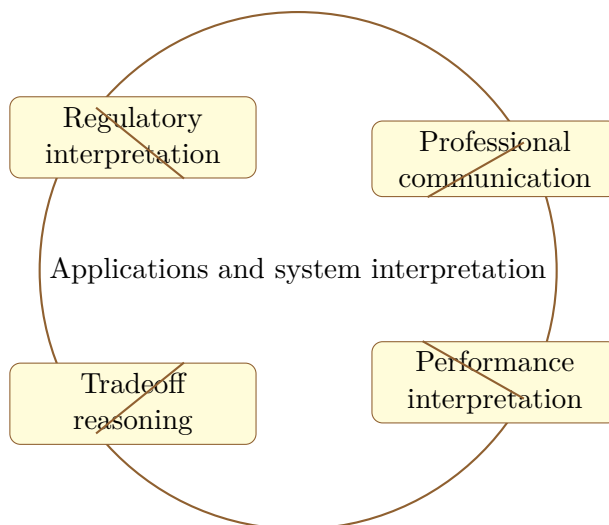 Regulatory
interpretation
Professional
communication
Applications and system interpretation
Tradeoff
reasoning
Performance
interpretation